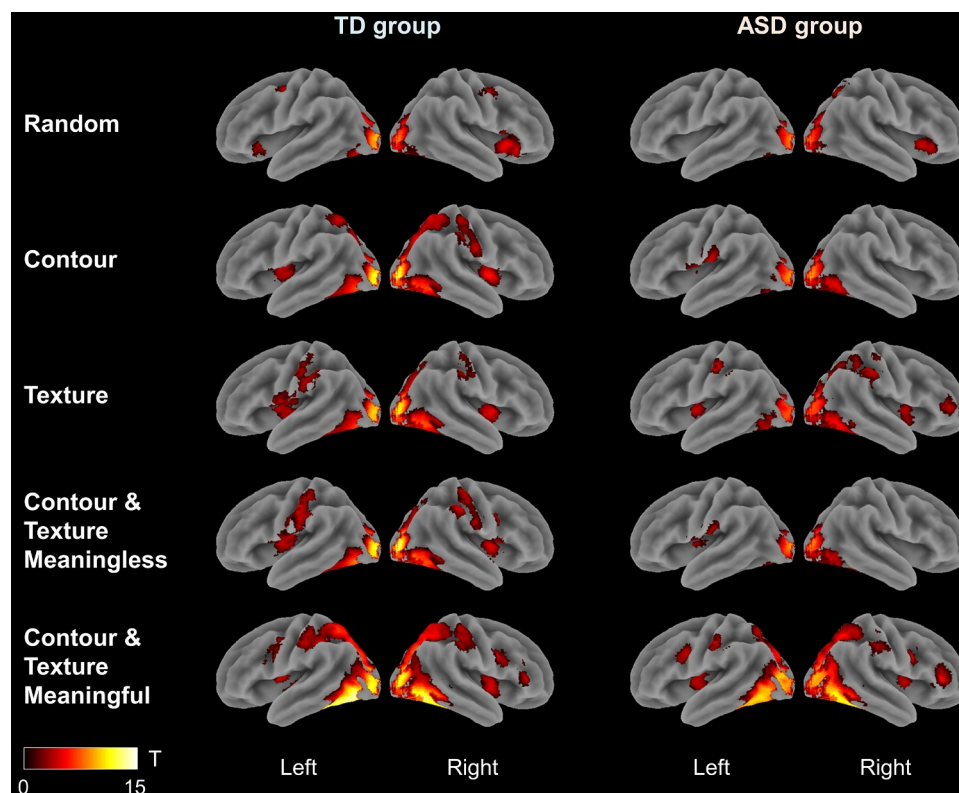 TD group
ASD group
Random
Contour
Texture
Contour &
Texture
Meaningless
Contour &
Texture
Meaningful
T
0
15
Left
Right
Left
Right